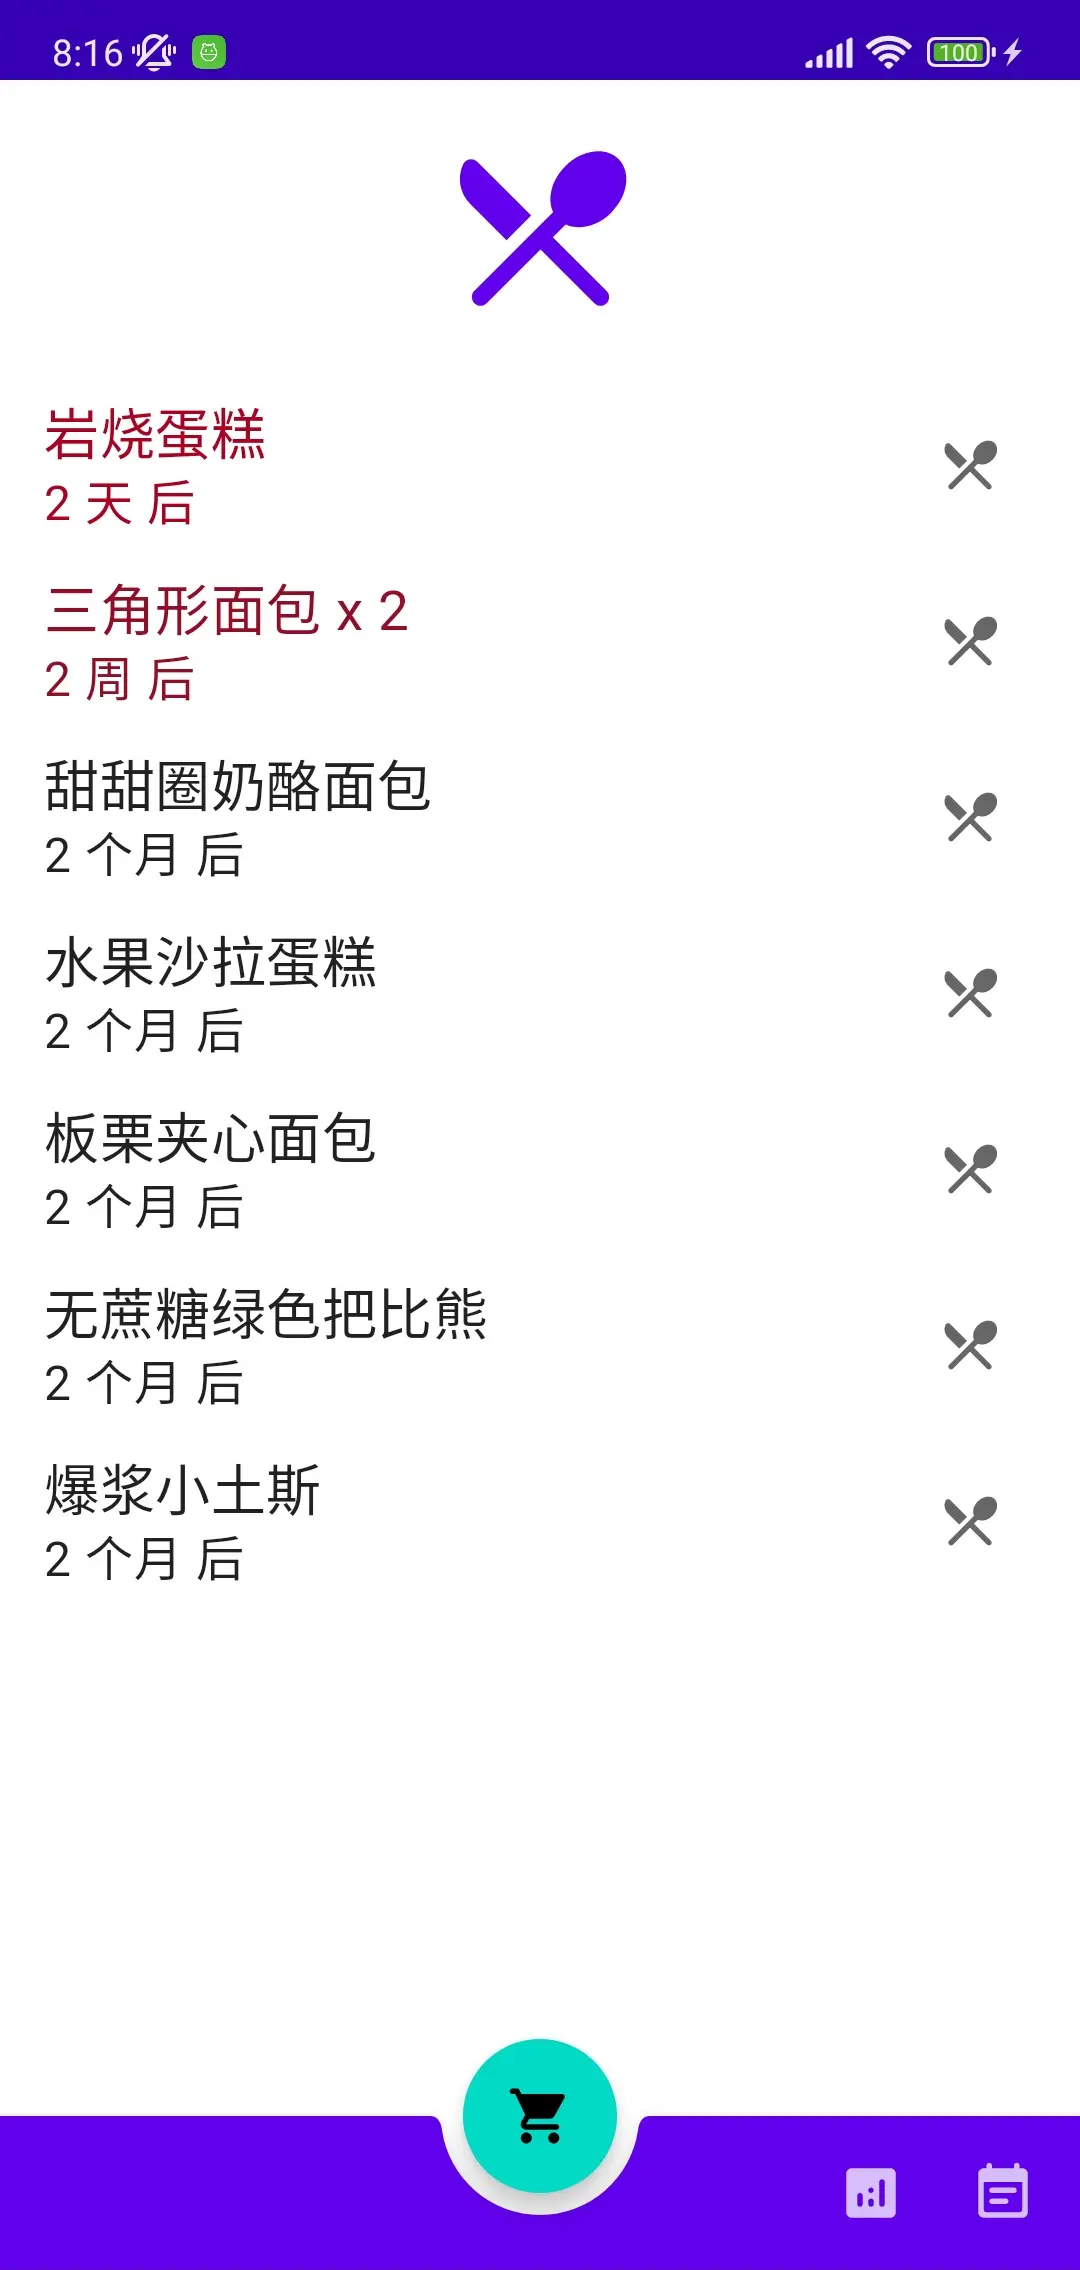 8:16
100
岩烧蛋糕
2 天 后
三角形面包 x 2
2 周 后
甜甜圈奶酪面包
2 个月 后
水果沙拉蛋糕
2 个月 后
板栗夹心面包
2 个月 后
无蔗糖绿色把比熊
2 个月 后
爆浆小土斯
2 个月 后